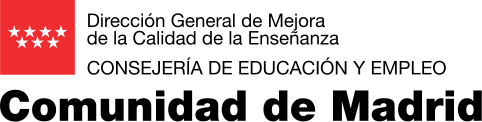 Dirección General de Mejora
de la Calidad de la Enseñanza
CONSEJERÍA DE EDUCACIÓN Y EMPLEO
Comunidad de Madrid